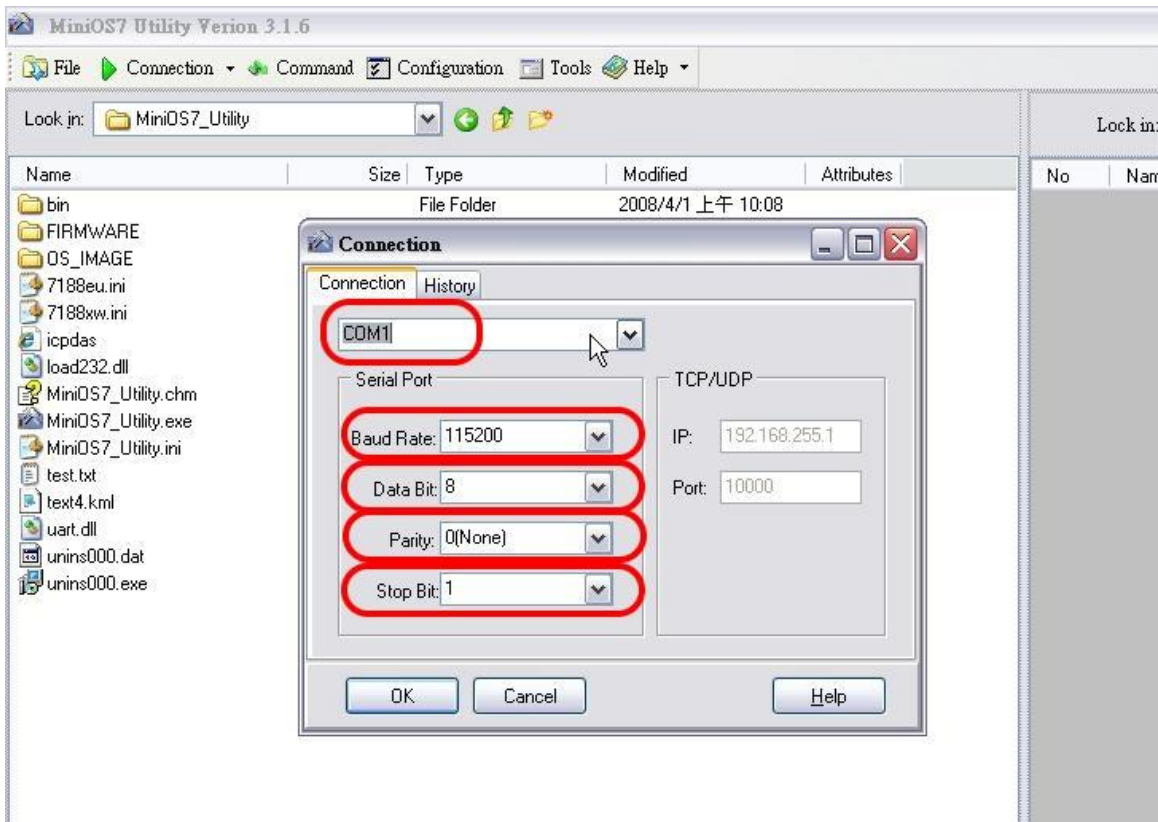 MiniOS7 Utility Verion 3.1.6
File Connection Command Configuration Tools Help
Look in: MiniOS7_Utility
Lock in:
Name Size Type Modified Attributes
No Nam
bin File Folder 2008/4/1 上午 10:08
FIRMWARE
OS_IMAGE
7188eu.ini
7188xw.ini
icpdas
load232.dll
MiniOS7_Utility.chm
MiniOS7_Utility.exe
MiniOS7_Utility.ini
test.txt
text4.kml
uart.dll
unins000.dat
unins000.exe
Connection
Connection History
COM1
Serial Port
Baud Rate: 115200
Data Bit: 8
Parity: 0(None)
Stop Bit: 1
TCP/UDP
IP: 192.168.255.1
Port: 10000
OK Cancel Help